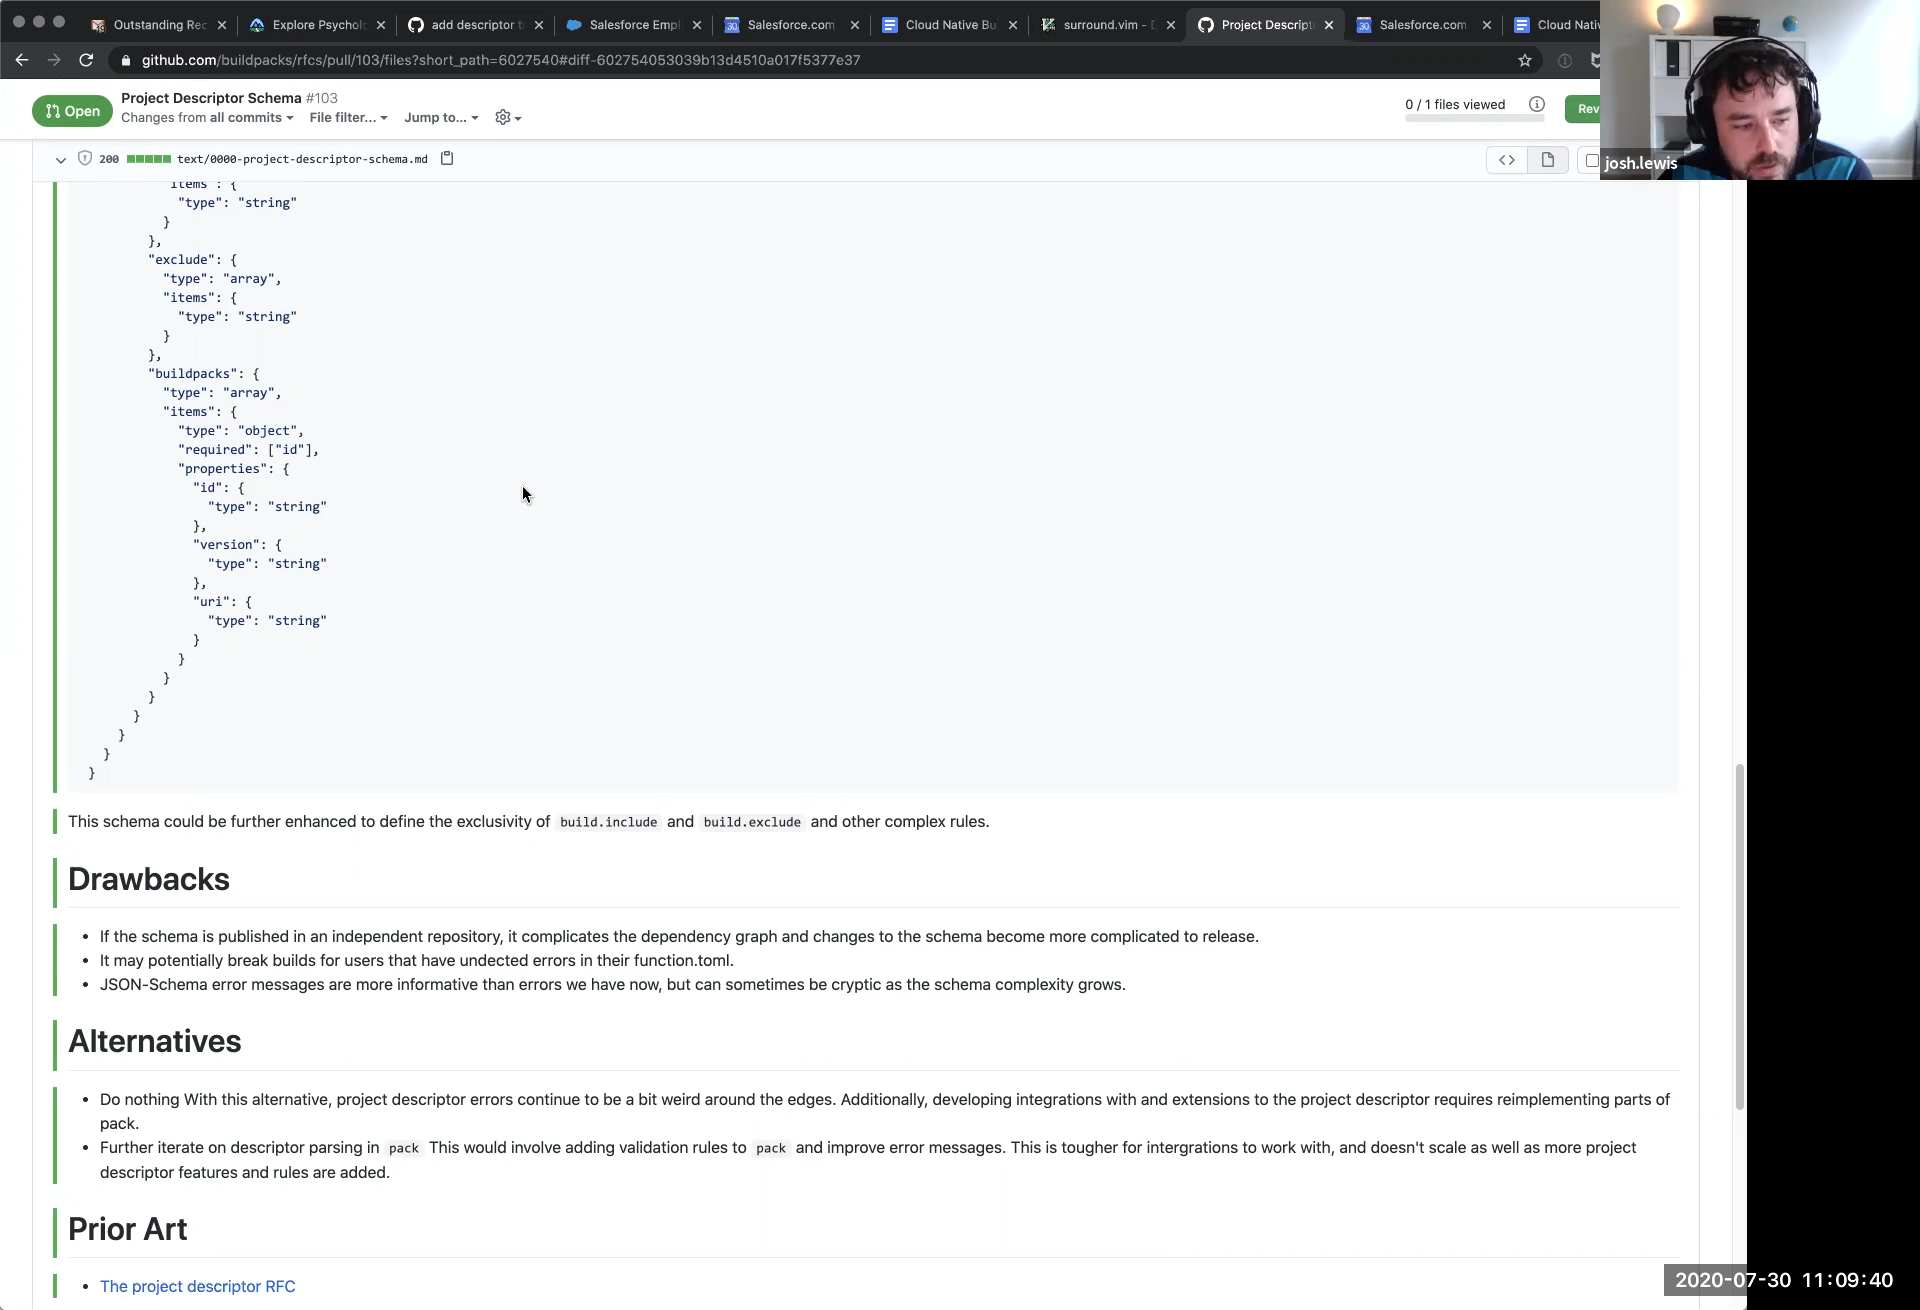 Outstanding Rec
Explore Psychol
add descriptor t
Salesforce Empl
Salesforce.com
Cloud Native Bu
surround.vim - D
Project Descript
Salesforce.com
Cloud Nativ
github.com/buildpacks/rfcs/pull/103/files?short_path=6027540#diff-602754053039b13d4510a017f5377e37
Open
Project Descriptor Schema #103
Changes from all commits
File filter...
Jump to...
0 / 1 files viewed
Rev
josh.lewis
200 text/0000-project-descriptor-schema.md
"items": {
"type": "string"
}
},
"exclude": {
"type": "array",
"items": {
"type": "string"
}
},
"buildpacks": {
"type": "array",
"items": {
"type": "object",
"required": ["id"],
"properties": {
"id": {
"type": "string"
},
"version": {
"type": "string"
},
"uri": {
"type": "string"
}
}
}
}
}
}
}
}
This schema could be further enhanced to define the exclusivity of build.include and build.exclude and other complex rules.
Drawbacks
• If the schema is published in an independent repository, it complicates the dependency graph and changes to the schema become more complicated to release.
• It may potentially break builds for users that have undected errors in their function.toml.
• JSON-Schema error messages are more informative than errors we have now, but can sometimes be cryptic as the schema complexity grows.
Alternatives
• Do nothing With this alternative, project descriptor errors continue to be a bit weird around the edges. Additionally, developing integrations with and extensions to the project descriptor requires reimplementing parts of
pack.
• Further iterate on descriptor parsing in pack This would involve adding validation rules to pack and improve error messages. This is tougher for intergrations to work with, and doesn't scale as well as more project
descriptor features and rules are added.
Prior Art
• The project descriptor RFC
2020-07-30 11:09:40